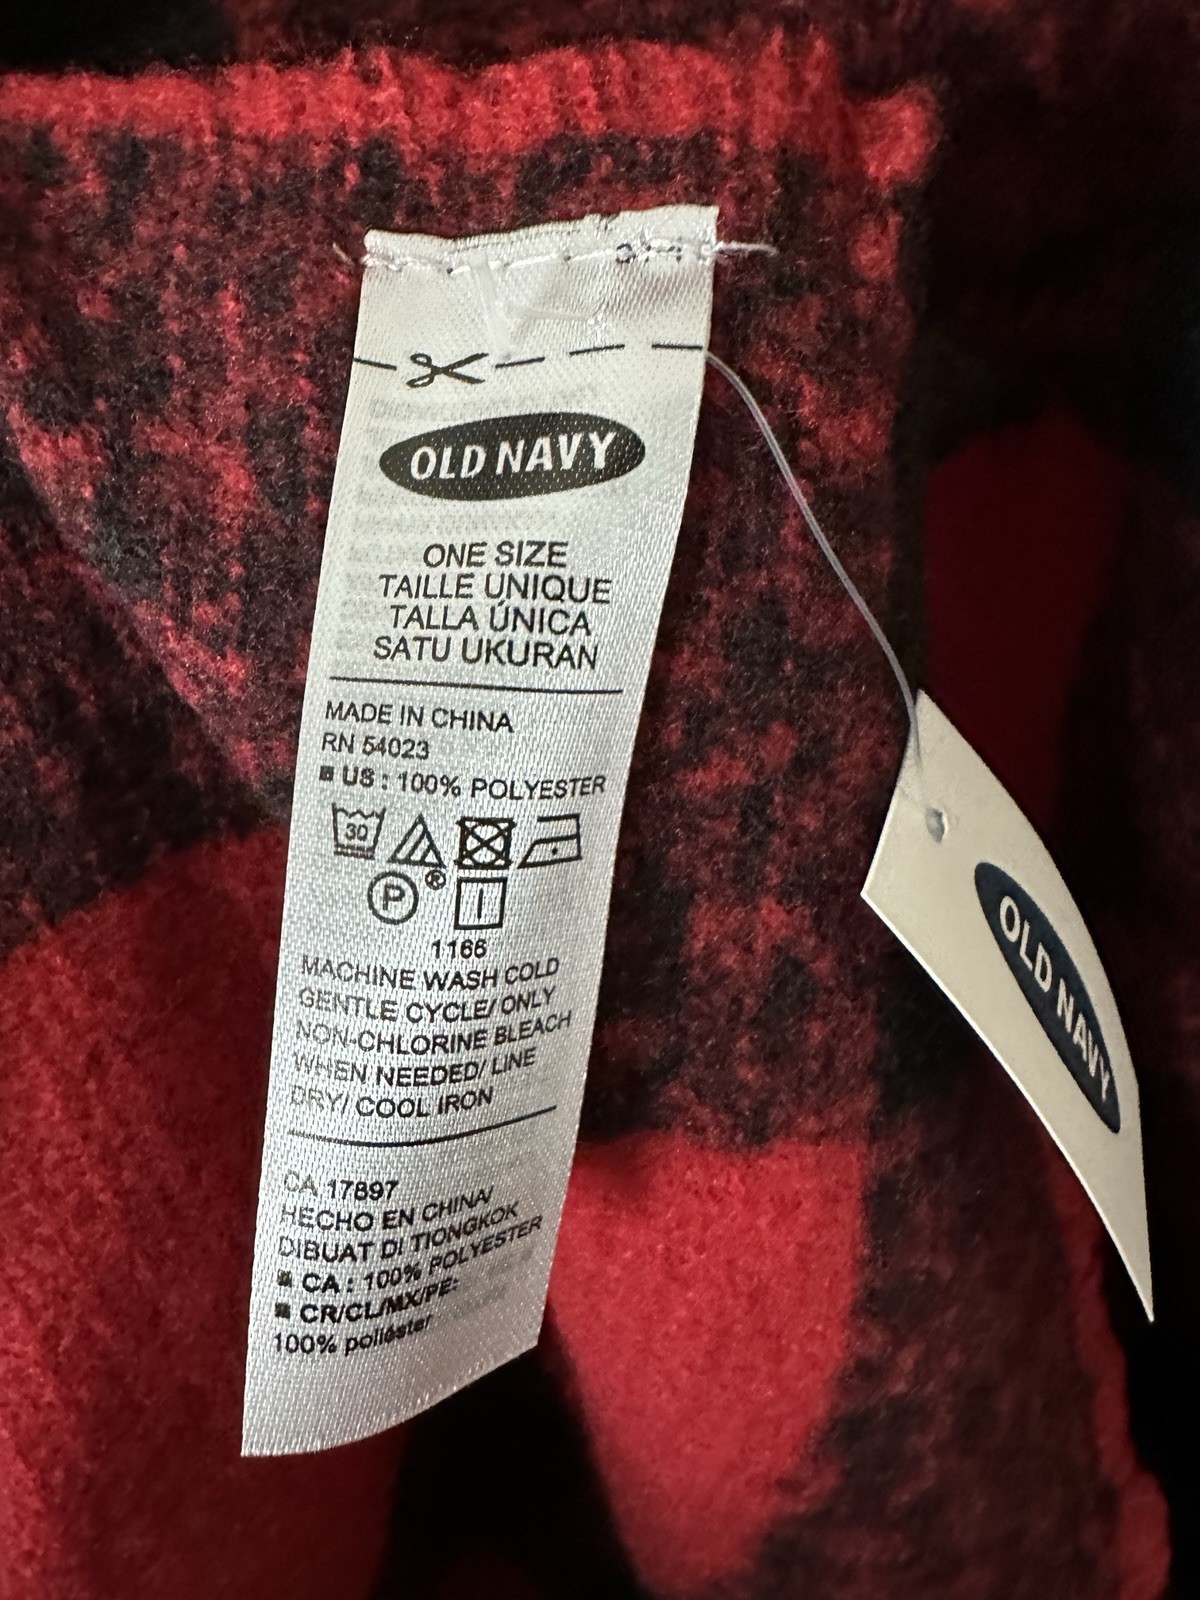 OLD NAVY
ONE SIZE
TAILLE UNIQUE
TALLA ÚNICA
SATU UKURAN
MADE IN CHINA
RN 54023
US : 100% POLYESTER
30
P ®
1166
MACHINE WASH COLD
GENTLE CYCLE/ ONLY
NON-CHLORINE BLEACH
WHEN NEEDED/ LINE
DRY/ COOL IRON
CA 17897
HECHO EN CHINA/
DIBUAT DI TIONGKOK
CA : 100% POLYESTER
CR/CL/MX/PE:
100% poliéster
OLD NAVY